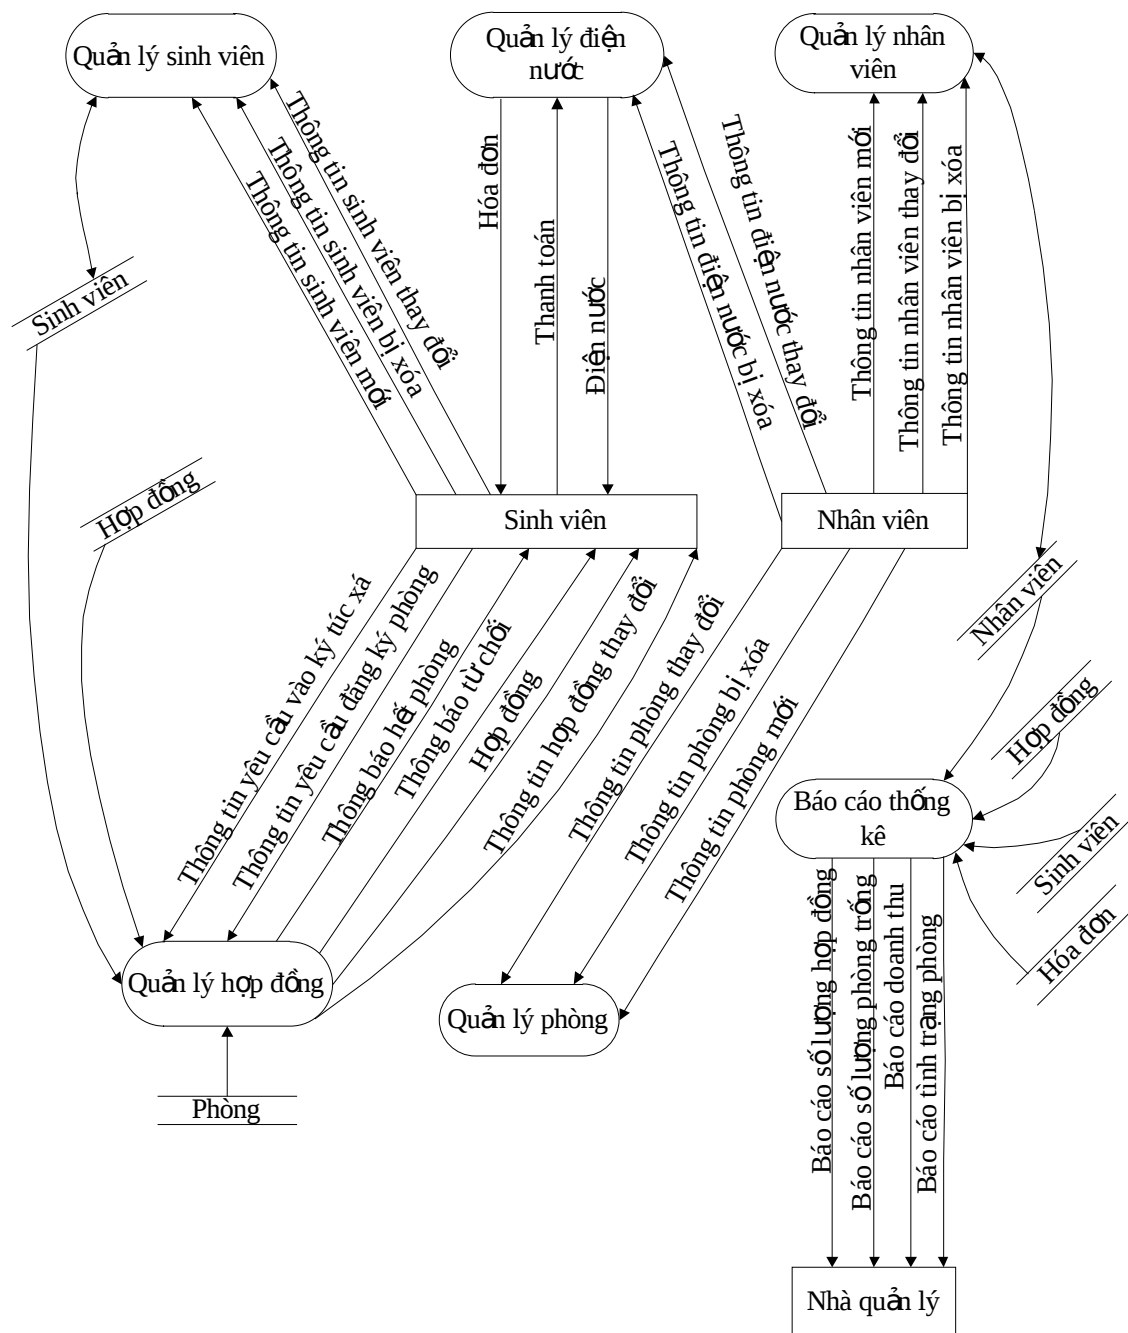 Quản lý sinh viên
Quản lý điện
nước
Quản lý nhân
viên
Thông tin sinh viên thay đổi
Thông tin sinh viên bị xóa
Thông tin sinh viên mới
Hóa đơn
Thanh toán
Điện nước
Thông tin điện nước thay đổi
Thông tin điện nước bị xóa
Thông tin nhân viên mới
Thông tin nhân viên thay đổi
Thông tin nhân viên bị xóa
Sinh viên
Hợp đồng
Sinh viên
Nhân viên
Nhân viên
Thông tin yêu cầu vào ký túc xá
Thông tin yêu cầu đăng ký phòng
Thông báo hết phòng
Thông báo từ chối
Hợp đồng
Thông tin hợp đồng thay đổi
Thông tin phòng thay đổi
Thông tin phòng bị xóa
Thông tin phòng mới
Hợp đồng
Báo cáo thống
kê
Sinh viên
Hóa đơn
Quản lý hợp đồng
Quản lý phòng
Phòng
Báo cáo số lượng hợp đồng
Báo cáo số lượng phòng trống
Báo cáo doanh thu
Báo cáo tình trạng phòng
Nhà quản lý